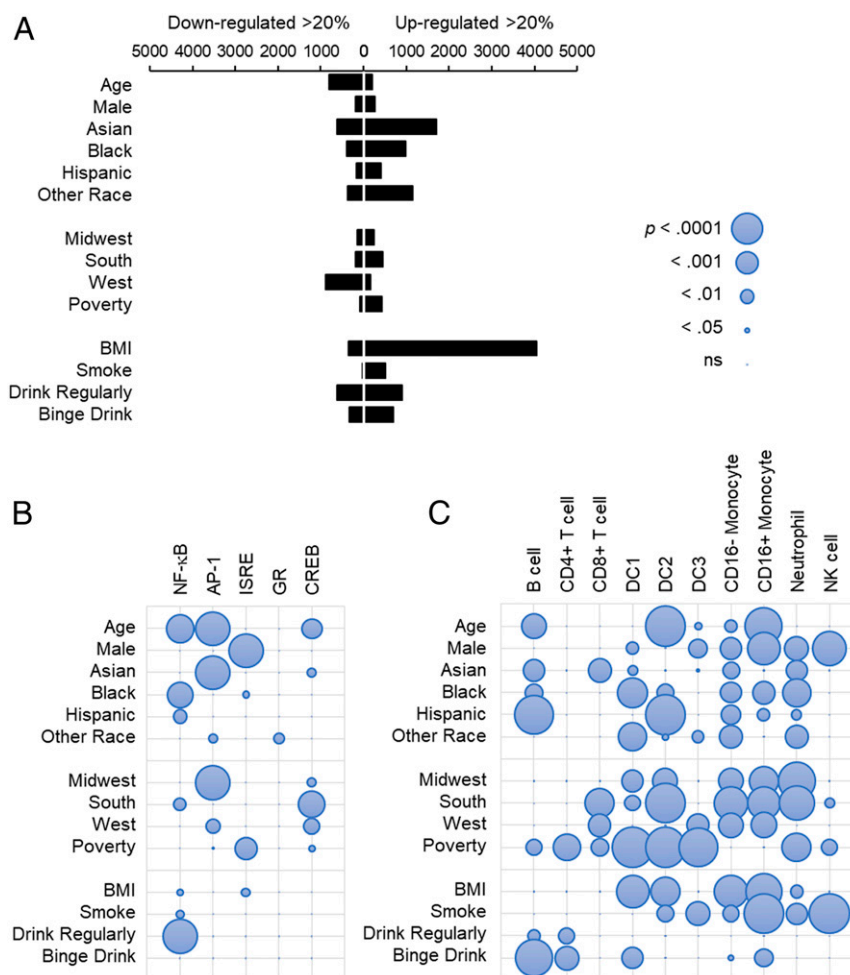 A
Down-regulated >20% Up-regulated >20%
5000 4000 3000 2000 1000 0 1000 2000 3000 4000 5000
Age
Male
Asian
Black
Hispanic
Other Race
Midwest
South
West
Poverty
BMI
Smoke
Drink Regularly
Binge Drink
p < .0001
< .001
< .01
< .05
ns
B
NF-κB
AP-1
ISRE
GR
CREB
Age
Male
Asian
Black
Hispanic
Other Race
Midwest
South
West
Poverty
BMI
Smoke
Drink Regularly
Binge Drink
C
B cell
CD4+ T cell
CD8+ T cell
DC1
DC2
DC3
CD16- Monocyte
CD16+ Monocyte
Neutrophil
NK cell
Age
Male
Asian
Black
Hispanic
Other Race
Midwest
South
West
Poverty
BMI
Smoke
Drink Regularly
Binge Drink